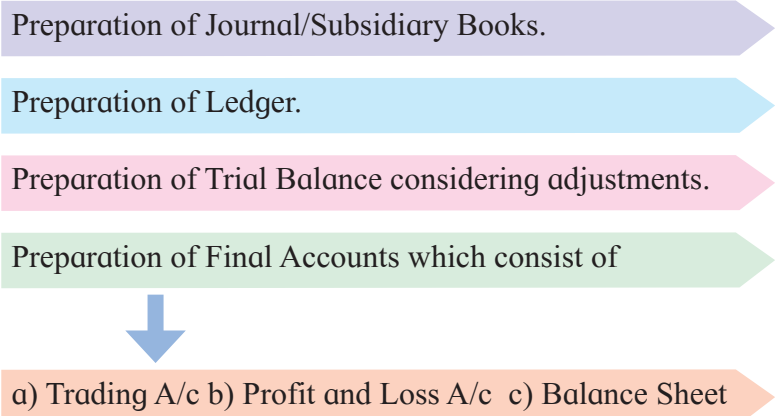 Preparation of Journal/Subsidiary Books.
Preparation of Ledger.
Preparation of Trial Balance considering adjustments.
Preparation of Final Accounts which consist of
a) Trading A/c b) Profit and Loss A/c c) Balance Sheet